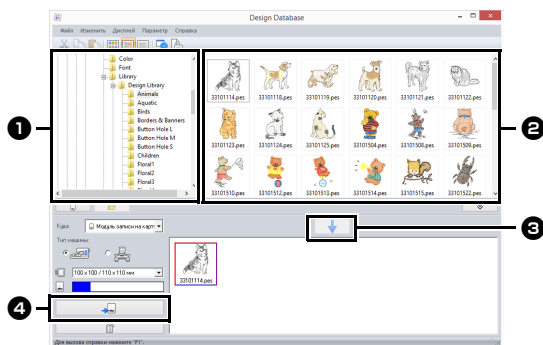 Design Database
Файл Изменить Дисплей Параметр Справка
Color
Font
Library
Design Library
Animals
Aquatic
Birds
Borders & Banners
Button Hole L
Button Hole M
Button Hole S
Children
Floral1
Floral2
Floral3
33101114.pes 33101118.pes 33101119.pes 33101120.pes 33101121.pes 33101122.pes
33101123.pes 33101124.pes 33101125.pes 33101504.pes 33101508.pes 33101509.pes
33101510.pes 33101512.pes 33101513.pes 33101514.pes 33101515.pes 33101522.pes
1
2
3
4
Куда: Модуль записи на карт
Тип машины:
100 x 100 / 110 x 110 мм
33101114.pes
Для вызова справки нажмите "F1".